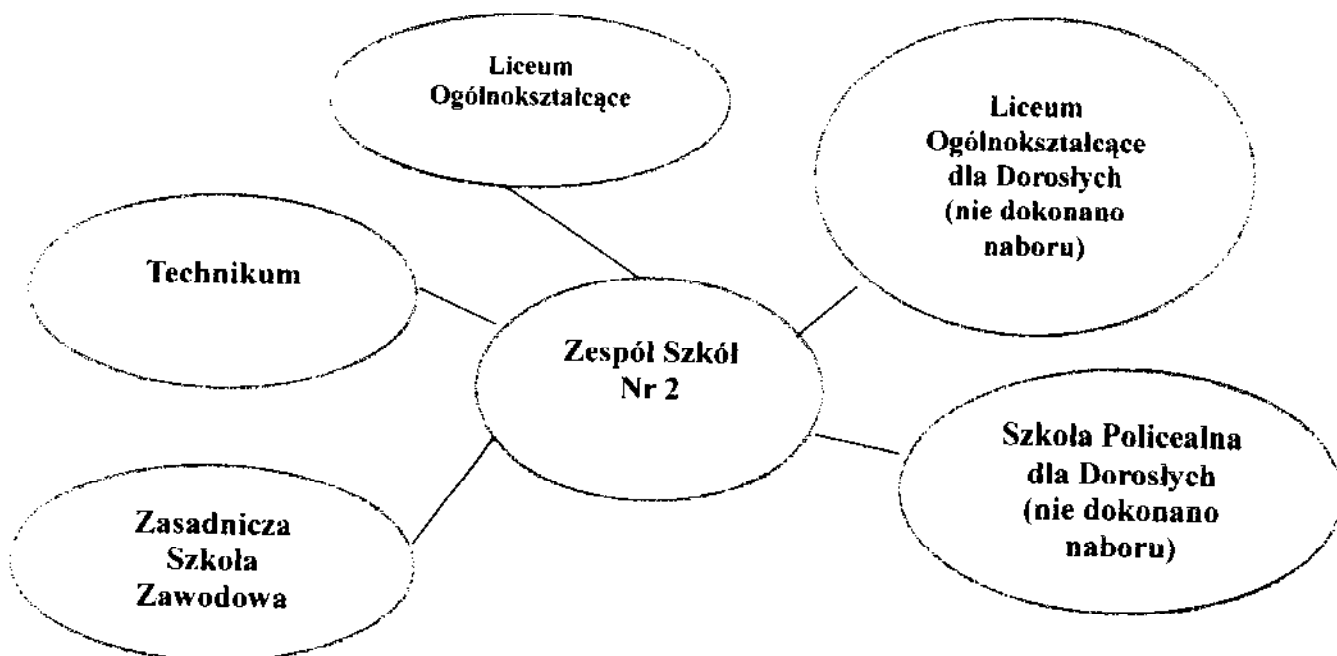 Liceum
Ogólnokształcące
Liceum
Ogólnokształcące
dla Dorosłych
(nie dokonano
naboru)
Technikum
Zespół Szkół
Nr 2
Szkoła Policealna
dla Dorosłych
(nie dokonano
naboru)
Zasadnicza
Szkoła
Zawodowa